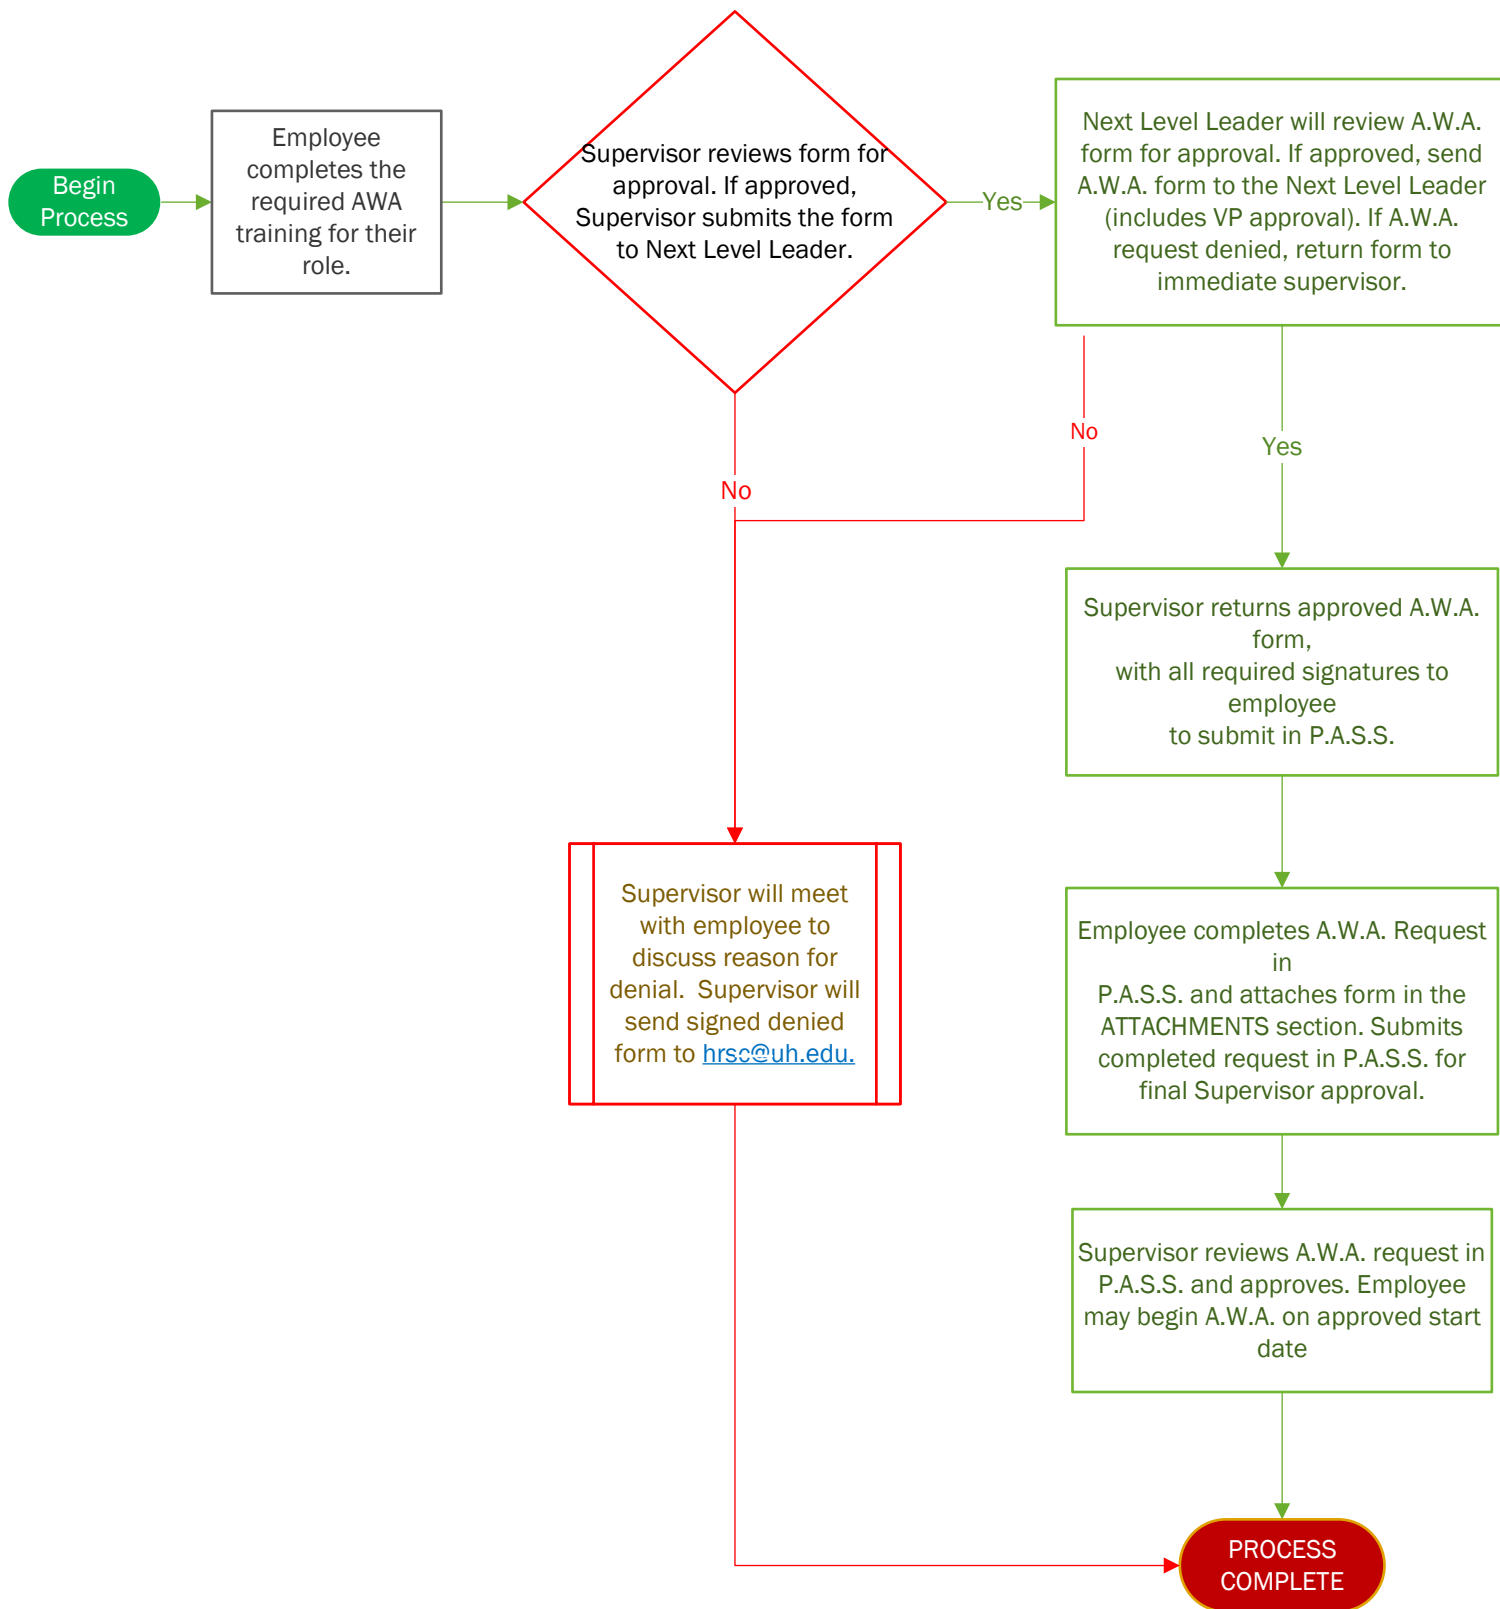 Begin
Process
Employee
completes the
required AWA
training for their
role.
Supervisor reviews form for
approval. If approved,
Supervisor submits the form
to Next Level Leader.
Yes
Next Level Leader will review A.W.A.
form for approval. If approved, send
A.W.A. form to the Next Level Leader
(includes VP approval). If A.W.A.
request denied, return form to
immediate supervisor.
No
Yes
No
Supervisor returns approved A.W.A.
form,
with all required signatures to
employee
to submit in P.A.S.S.
Supervisor will meet
with employee to
discuss reason for
denial.  Supervisor will
send signed denied
form to hrsc@uh.edu.
Employee completes A.W.A. Request
in
P.A.S.S. and attaches form in the
ATTACHMENTS section. Submits
completed request in P.A.S.S. for
final Supervisor approval.
Supervisor reviews A.W.A. request in
P.A.S.S. and approves. Employee
may begin A.W.A. on approved start
date
PROCESS
COMPLETE